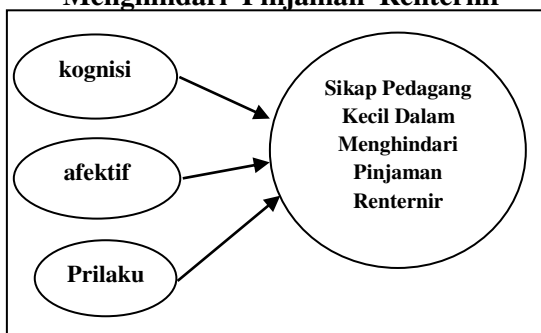 Menghindari Pinjaman Renternir
kognisi
afektif
Prilaku
Sikap Pedagang
Kecil Dalam
Menghindari
Pinjaman
Renternir